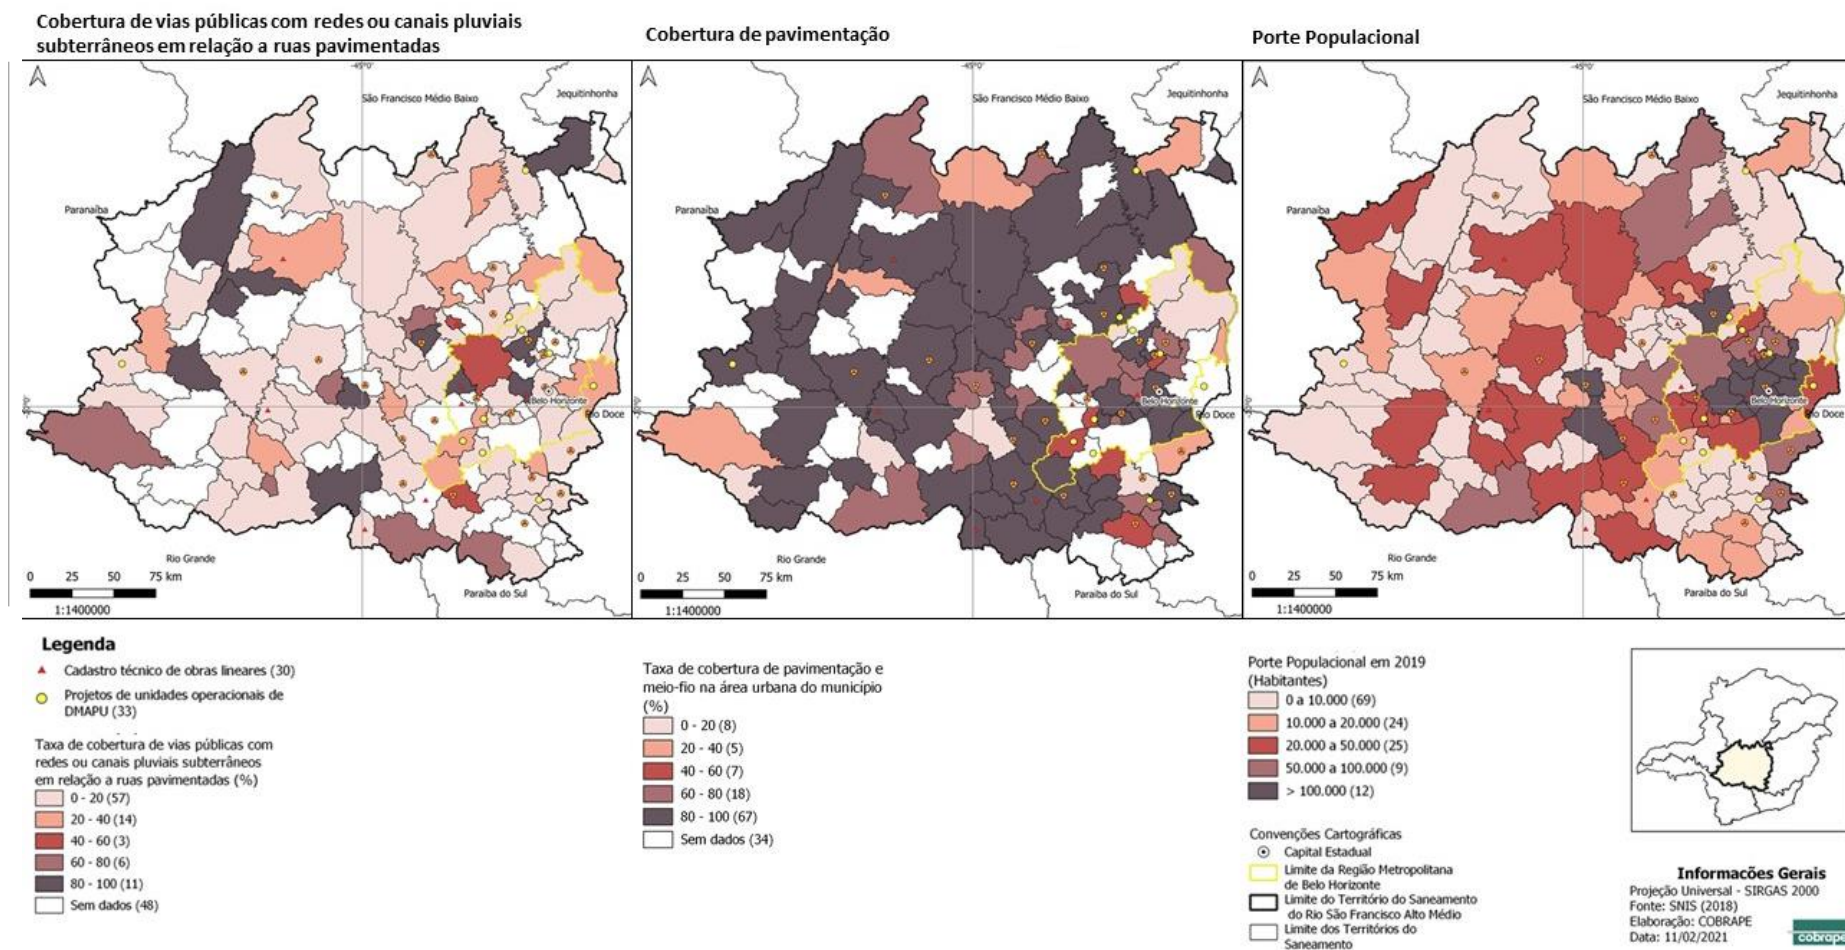 Cobertura de vias públicas com redes ou canais pluviais
subterrâneos em relação a ruas pavimentadas
-45°0'
São Francisco Médio Baixo
Jequitinhonha
Paranaíba
Belo Horizonte
Rio Doce
Rio Grande
Paraíba do Sul
0 25 50 75 km
1:1400000
Cobertura de pavimentação
-45°0'
São Francisco Médio Baixo
Jequitinhonha
Paranaíba
Belo Horizonte
Rio Doce
Rio Grande
Paraíba do Sul
0 25 50 75 km
1:1400000
Porte Populacional
-45°0'
São Francisco Médio Baixo
Jequitinhonha
Paranaíba
Belo Horizonte
Rio Doce
Rio Grande
Paraíba do Sul
0 25 50 75 km
1:1400000
Legenda
Cadastro técnico de obras lineares (30)
Projetos de unidades operacionais de
DMAPU (33)
Taxa de cobertura de vias públicas com
redes ou canais pluviais subterrâneos
em relação a ruas pavimentadas (%)
0 - 20 (57)
20 - 40 (14)
40 - 60 (3)
60 - 80 (6)
80 - 100 (11)
Sem dados (48)
Taxa de cobertura de pavimentação e
meio-fio na área urbana do município
(%)
0 - 20 (8)
20 - 40 (5)
40 - 60 (7)
60 - 80 (18)
80 - 100 (67)
Sem dados (34)
Porte Populacional em 2019
(Habitantes)
0 a 10.000 (69)
10.000 a 20.000 (24)
20.000 a 50.000 (25)
50.000 a 100.000 (9)
> 100.000 (12)
Convenções Cartográficas
Capital Estadual
Limite da Região Metropolitana
de Belo Horizonte
Limite do Território do Saneamento
do Rio São Francisco Alto Médio
Limite dos Territórios do
Saneamento
Informacões Gerais
Projeção Universal - SIRGAS 2000
Fonte: SNIS (2018)
Elaboração: COBRAPE
Data: 11/02/2021
cobrape